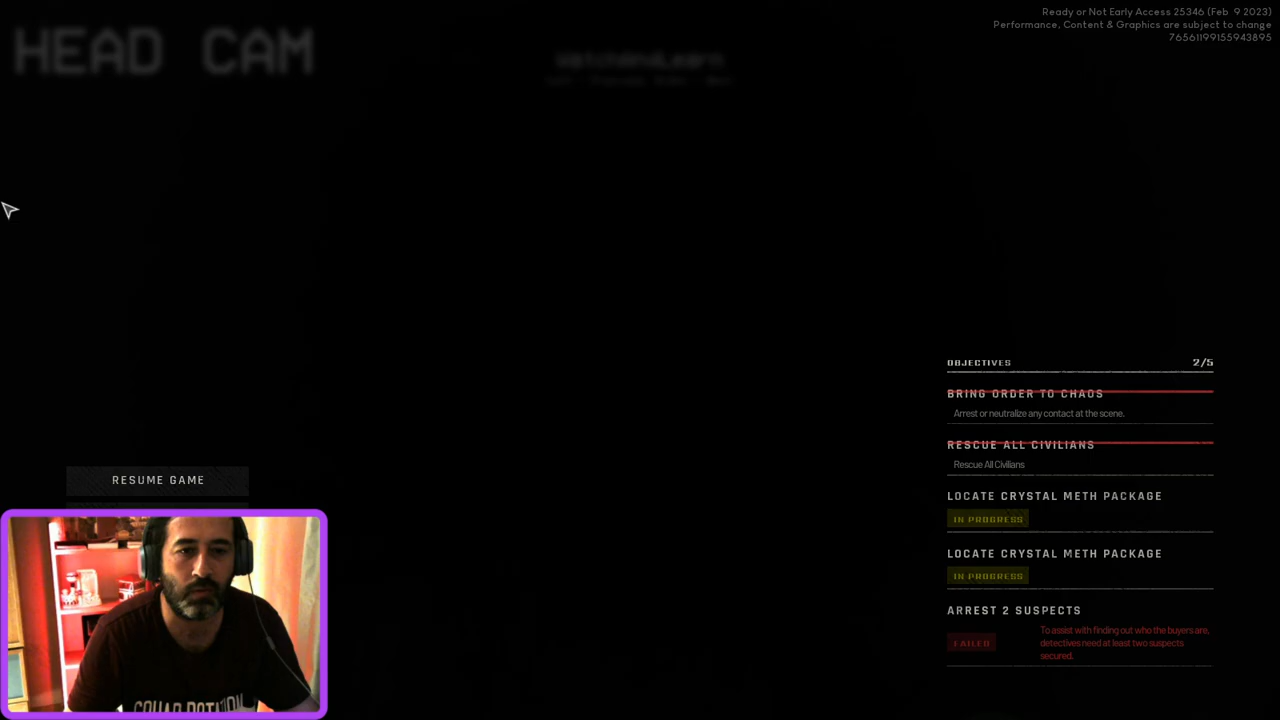 HEAD CAM
Ready or Not Early Access 25346 (Feb 9 2023)
Performance, Content & Graphics are subject to change
76561199155943895
WatchAndLearn
OBJECTIVES 2/5
BRING ORDER TO CHAOS
Arrest or neutralize any contact at the scene.
RESCUE ALL CIVILIANS
Rescue All Civilians
LOCATE CRYSTAL METH PACKAGE
IN PROGRESS
LOCATE CRYSTAL METH PACKAGE
IN PROGRESS
ARREST 2 SUSPECTS
FAILED
To assist with finding out who the buyers are,
detectives need at least two suspects
secured.
RESUME GAME
SQUAD ROTATION